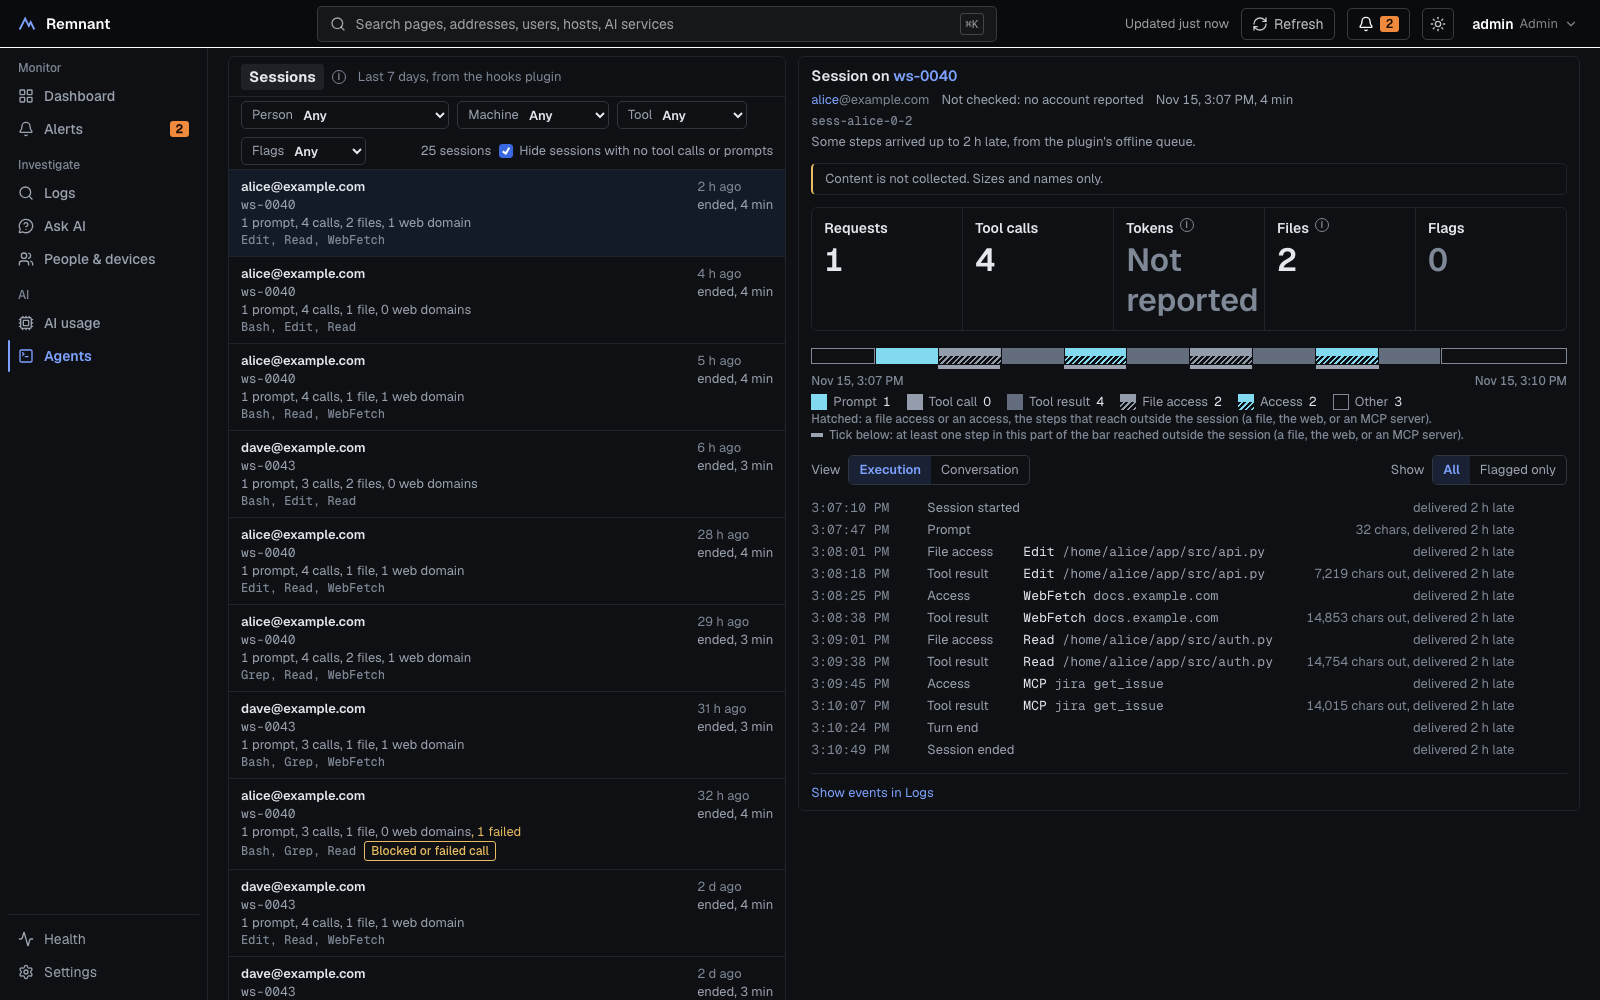 Remnant
Search pages, addresses, users, hosts, AI services
⌘K
Updated just now
Refresh
2
admin Admin
Monitor
Dashboard
Alerts 2
Investigate
Logs
Ask AI
People & devices
AI
AI usage
Agents
Health
Settings
Sessions Last 7 days, from the hooks plugin
Person Any Machine Any Tool Any
Flags Any 25 sessions Hide sessions with no tool calls or prompts
alice@example.com 2 h ago
ws-0040 ended, 4 min
1 prompt, 4 calls, 2 files, 1 web domain
Edit, Read, WebFetch
alice@example.com 4 h ago
ws-0040 ended, 4 min
1 prompt, 4 calls, 1 file, 0 web domains
Bash, Edit, Read
alice@example.com 5 h ago
ws-0040 ended, 4 min
1 prompt, 4 calls, 1 file, 1 web domain
Bash, Read, WebFetch
dave@example.com 6 h ago
ws-0043 ended, 3 min
1 prompt, 3 calls, 2 files, 0 web domains
Bash, Edit, Read
alice@example.com 28 h ago
ws-0040 ended, 4 min
1 prompt, 4 calls, 1 file, 1 web domain
Edit, Read, WebFetch
alice@example.com 29 h ago
ws-0040 ended, 3 min
1 prompt, 4 calls, 2 files, 1 web domain
Grep, Read, WebFetch
dave@example.com 31 h ago
ws-0043 ended, 3 min
1 prompt, 3 calls, 1 file, 1 web domain
Bash, Grep, WebFetch
alice@example.com 32 h ago
ws-0040 ended, 4 min
1 prompt, 3 calls, 1 file, 0 web domains, 1 failed
Bash, Grep, Read Blocked or failed call
dave@example.com 2 d ago
ws-0043 ended, 4 min
1 prompt, 4 calls, 1 file, 1 web domain
Edit, Read, WebFetch
dave@example.com 2 d ago
ws-0043 ended, 3 min
Session on ws-0040
alice@example.com Not checked: no account reported Nov 15, 3:07 PM, 4 min
sess-alice-0-2
Some steps arrived up to 2 h late, from the plugin's offline queue.
Content is not collected. Sizes and names only.
Requests
1
Tool calls
4
Tokens
Not
reported
Files
2
Flags
0
Nov 15, 3:07 PM Nov 15, 3:10 PM
Prompt 1 Tool call 0 Tool result 4 File access 2 Access 2 Other 3
Hatched: a file access or an access, the steps that reach outside the session (a file, the web, or an MCP server).
Tick below: at least one step in this part of the bar reached outside the session (a file, the web, or an MCP server).
View Execution Conversation Show All Flagged only
3:07:10 PM Session started delivered 2 h late
3:07:47 PM Prompt 32 chars, delivered 2 h late
3:08:01 PM File access Edit /home/alice/app/src/api.py delivered 2 h late
3:08:18 PM Tool result Edit /home/alice/app/src/api.py 7,219 chars out, delivered 2 h late
3:08:25 PM Access WebFetch docs.example.com delivered 2 h late
3:08:38 PM Tool result WebFetch docs.example.com 14,853 chars out, delivered 2 h late
3:09:01 PM File access Read /home/alice/app/src/auth.py delivered 2 h late
3:09:38 PM Tool result Read /home/alice/app/src/auth.py 14,754 chars out, delivered 2 h late
3:09:45 PM Access MCP jira get_issue delivered 2 h late
3:10:07 PM Tool result MCP jira get_issue 14,015 chars out, delivered 2 h late
3:10:24 PM Turn end delivered 2 h late
3:10:49 PM Session ended delivered 2 h late
Show events in Logs